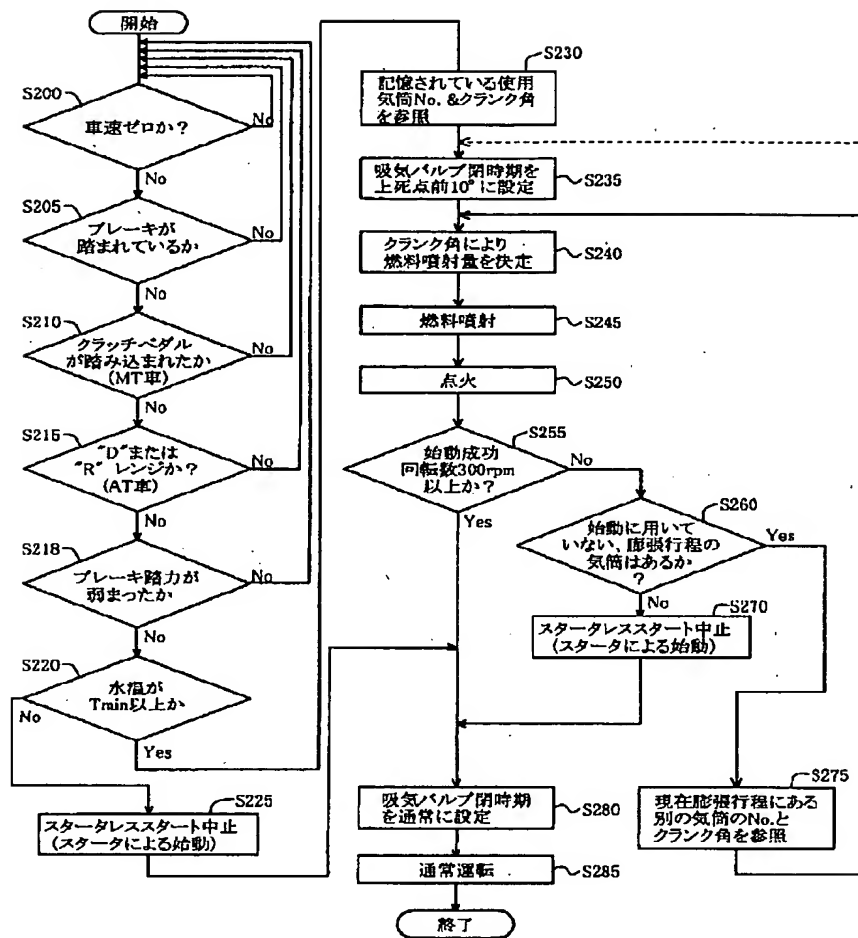 開始
S200
車速ゼロか?
No
No
S205
ブレーキが
踏まれているか
No
No
S210
クラッチペダル
が踏み込まれたか
(MT車)
No
No
S215
"D"または
"R" レンジか?
(AT車)
No
No
S218
ブレーキ踏力が
弱まったか
No
No
S220
水温が
Tmin以上か
No
Yes
S225
スタータレススタート中止
(スタータによる始動)
S230
記憶されている使用
気筒No.&クランク角
を参照
吸気バルブ閉時期を
上死点前10°に設定
S235
クランク角により
燃料噴射量を決定
S240
燃料噴射
S245
点火
S250
S255
始動成功
回転数300rpm
以上か?
No
Yes
S260
始動に用いて
いない、膨張行程の
気筒はあるか
?
Yes
No
S270
スタータレススタート中止
(スタータによる始動)
S275
現在膨張行程にある
別の気筒のNo.と
クランク角を参照
吸気バルブ閉時期
を通常に設定
S280
通常運転
S285
終了